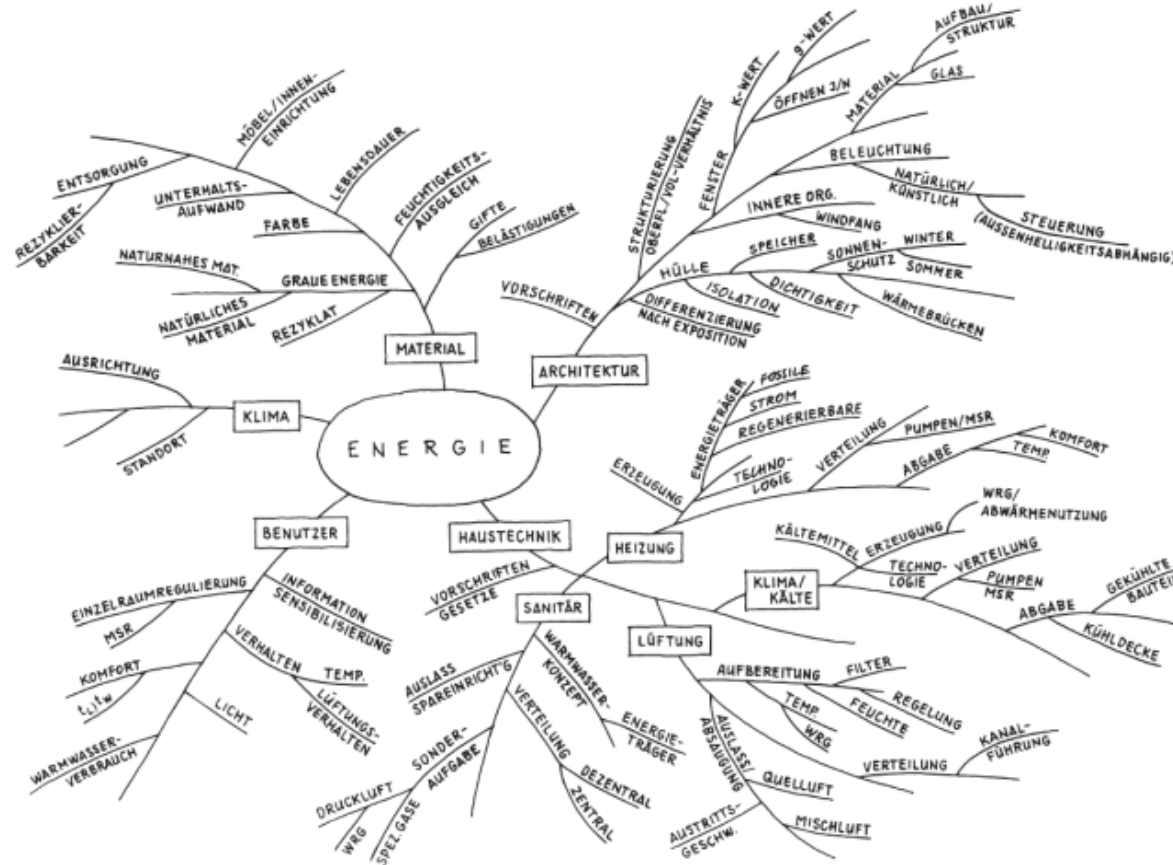 ENERGIE
MATERIAL
GIFTE
BELÄSTIGUNGEN
GRAUE ENERGIE
REZYKLAT
NATURNAHES MAT.
NATÜRLICHES
MATERIAL
FEUCHTIGKEITS-
AUSGLEICH
LEBENSDAUER
FARBE
UNTERHALTS-
AUFWAND
MÖBEL/INNEN-
EINRICHTUNG
ENTSORGUNG
REZYKLIER-
BARKEIT
ARCHITEKTUR
VORSCHRIFTEN
DIFFERENZIERUNG
NACH EXPOSITION
HÜLLE
ISOLATION
SPEICHER
DICHTIGKEIT
SONNEN-
SCHUTZ
WINTER
SOMMER
WÄRMEBRÜCKEN
STRUKTURIERUNG
OBERFL./VOL-VERHÄLTNIS
INNERE ORG.
WINDFANG
FENSTER
K-WERT
g-WERT
ÖFFNEN J/N
BELEUCHTUNG
NATÜRLICH/
KÜNSTLICH
STEUERUNG
(AUSSENHELLIGKEITSABHÄNGIG)
MATERIAL
GLAS
AUFBAU/
STRUKTUR
KLIMA
AUSRICHTUNG
STANDORT
BENUTZER
INFORMATION
SENSIBILISIERUNG
EINZELRAUMREGULIERUNG
MSR
VERHALTEN
TEMP.
LÜFTUNGS-
VERHALTEN
KOMFORT
tL)tW
LICHT
WARMWASSER-
VERBRAUCH
HAUSTECHNIK
VORSCHRIFTEN
GESETZE
HEIZUNG
ERZEUGUNG
ENERGIETRÄGER
FOSSILE
STROM
REGENERIERBARE
TECHNO-
LOGIE
VERTEILUNG
PUMPEN/MSR
ABGABE
KOMFORT
TEMP.
KLIMA/
KÄLTE
KÄLTEMITTEL
ERZEUGUNG
WRG/
ABWÄRMENUTZUNG
TECHNO-
LOGIE
VERTEILUNG
PUMPEN
MSR
ABGABE
GEKÜHLTE
BAUTEIL
KÜHLDECKE
SANITÄR
WARMWASSER-
KONZEPT
ENERGIE-
TRÄGER
AUSLASS
SPAREINRICHT'G
VERTEILUNG
DEZENTRAL
ZENTRAL
SONDER-
AUFGABE
DRUCKLUFT
WRG
SPEZ. GASE
LÜFTUNG
AUFBEREITUNG
FILTER
REGELUNG
FEUCHTE
TEMP.
WRG
AUSLASS/
ABSAUGUNG
QUELLUFT
MISCHLUFT
AUSTRITTS-
GESCHW.
VERTEILUNG
KANAL-
FÜHRUNG